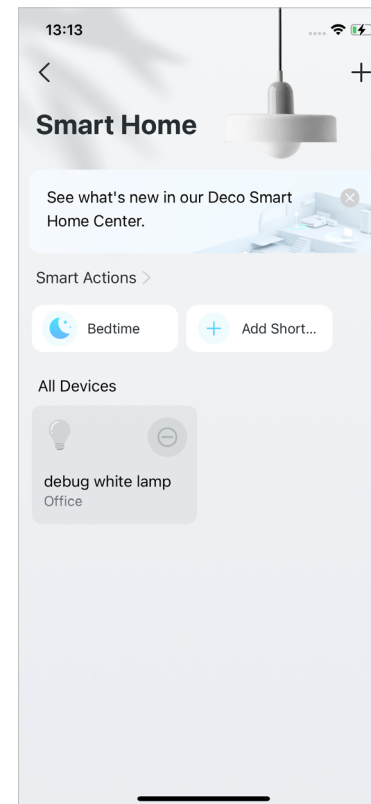 13:13
Smart Home
See what's new in our Deco Smart
Home Center.
Smart Actions
Bedtime
Add Short...
All Devices
debug white lamp
Office